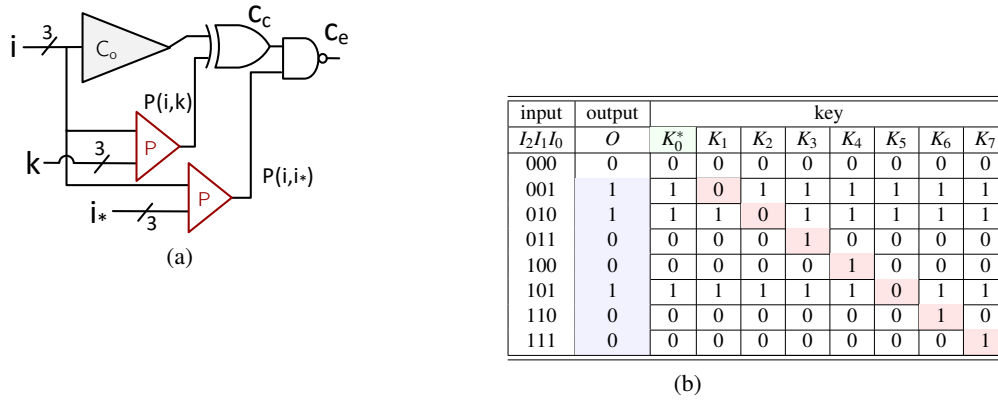 i 3 C₀ C_c C_e
P(i,k)
P
k 3
P(i,i*)
P
i* 3
(a)
input output key
I₂I₁I₀ O K₀* K₁ K₂ K₃ K₄ K₅ K₆ K₇
000 0 0 0 0 0 0 0 0 0
001 1 1 0 1 1 1 1 1 1
010 1 1 1 0 1 1 1 1 1
011 0 0 0 0 1 0 0 0 0
100 0 0 0 0 0 1 0 0 0
101 1 1 1 1 1 1 0 1 1
110 0 0 0 0 0 0 0 1 0
111 0 0 0 0 0 0 0 0 1
(b)